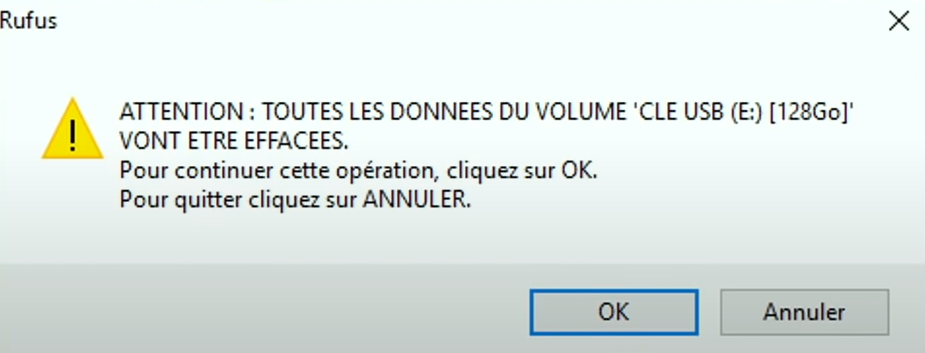 Rufus
ATTENTION : TOUTES LES DONNEES DU VOLUME 'CLE USB (E:) [128Go]'
VONT ETRE EFFACEES.
Pour continuer cette opération, cliquez sur OK.
Pour quitter cliquez sur ANNULER.
OK
Annuler